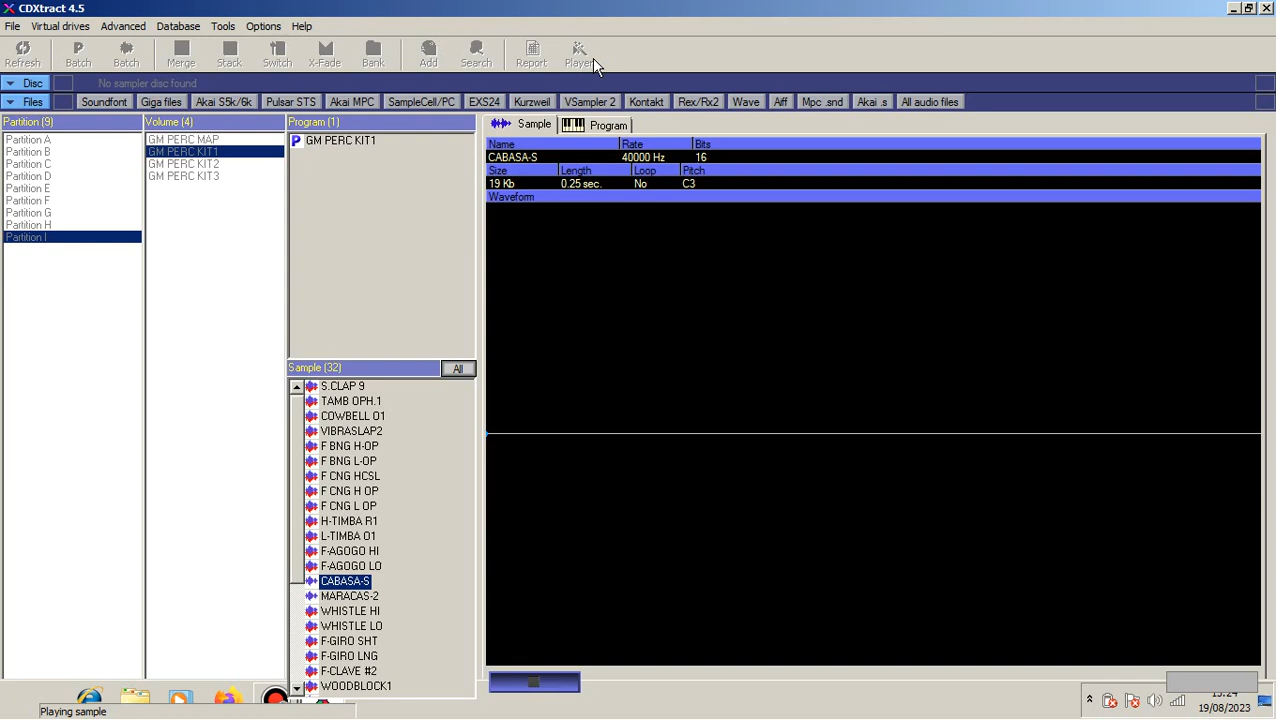 CDXtract 4.5
File Virtual drives Advanced Database Tools Options Help
Refresh Batch Batch Merge Stack Switch X-Fade Bank Add Search Report Player
Disc No sampler disc found
Files Soundfont Giga files Akai S5k/6k Pulsar STS Akai MPC SampleCell/PC EXS24 Kurzweil VSampler 2 Kontakt Rex/Rx2 Wave Aiff Mpc .snd Akai .s All audio files
Partition (9)
Partition A
Partition B
Partition C
Partition D
Partition E
Partition F
Partition G
Partition H
Partition I
Volume (4)
GM PERC MAP
GM PERC KIT1
GM PERC KIT2
GM PERC KIT3
Program (1)
GM PERC KIT1
Sample (32) All
S.CLAP 9
TAMB OPH.1
COWBELL O1
VIBRASLAP2
F BNG H-OP
F BNG L-OP
F CNG HCSL
F CNG H OP
F CNG L OP
H-TIMBA R1
L-TIMBA O1
F-AGOGO HI
F-AGOGO LO
CABASA-S
MARACAS-2
WHISTLE HI
WHISTLE LO
F-GIRO SHT
F-GIRO LNG
F-CLAVE #2
WOODBLOCK1
Sample Program
Name Rate Bits
CABASA-S 40000 Hz 16
Size Length Loop Pitch
19 Kb 0.25 sec. No C3
Waveform
Playing sample
19/08/2023